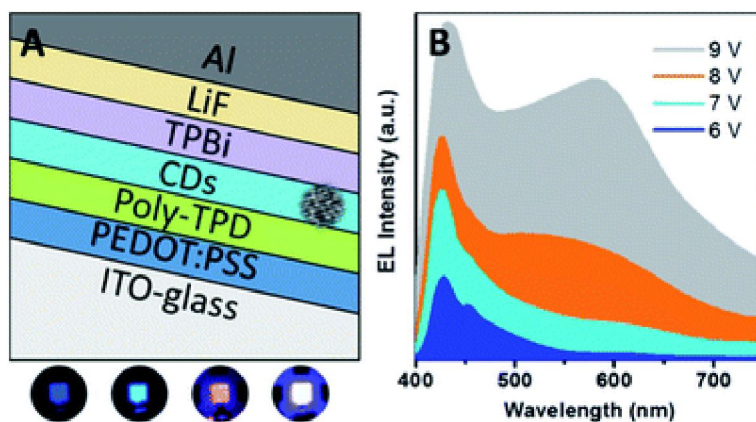 A
Al
LiF
TPBi
CDs
Poly-TPD
PEDOT:PSS
ITO-glass
B
9 V
8 V
7 V
6 V
EL Intensity (a.u.)
400 500 600 700
Wavelength (nm)